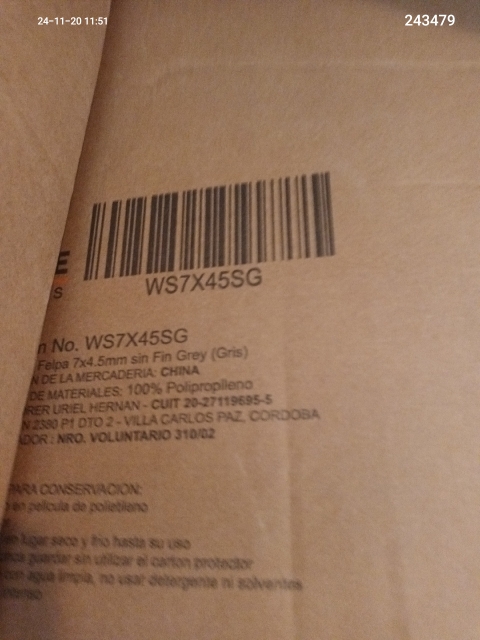 24-11-20 11:51
243479
E
S
WS7X45SG
n No. WS7X45SG
Felpa 7x4.5mm sin Fin Grey (Gris)
N DE LA MERCADERIA: CHINA
DE MATERIALES: 100% Polipropileno
RER URIEL HERNAN - CUIT 20-27119695-5
N 2380 P1 DTO 2 - VILLA CARLOS PAZ, CORDOBA
ADOR : NRO. VOLUNTARIO 310/02
PARA CONSERVACION:
o en pelicula de polietileno
en lugar seco y frio hasta su uso
guardar sin utilizar el carton protector
con agua limpia, no usar detergente ni solventes